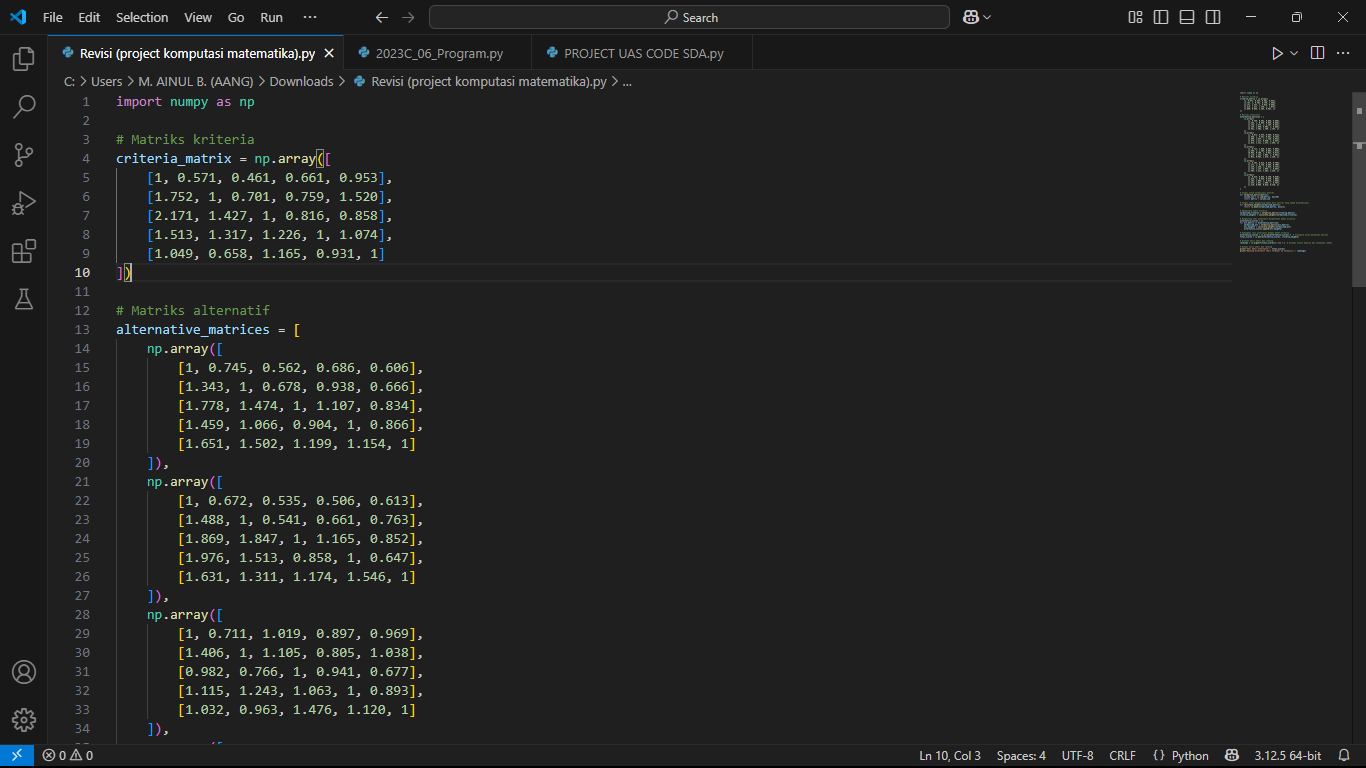 File Edit Selection View Go Run ··· Search
Revisi (project komputasi matematika).py 2023C_06_Program.py PROJECT UAS CODE SDA.py
C: > Users > M. AINUL B. (AANG) > Downloads > Revisi (project komputasi matematika).py > ...
1 import numpy as np
2
3 # Matriks kriteria
4 criteria_matrix = np.array([
5 [1, 0.571, 0.461, 0.661, 0.953],
6 [1.752, 1, 0.701, 0.759, 1.520],
7 [2.171, 1.427, 1, 0.816, 0.858],
8 [1.513, 1.317, 1.226, 1, 1.074],
9 [1.049, 0.658, 1.165, 0.931, 1]
10 ])
11
12 # Matriks alternatif
13 alternative_matrices = [
14 np.array([
15 [1, 0.745, 0.562, 0.686, 0.606],
16 [1.343, 1, 0.678, 0.938, 0.666],
17 [1.778, 1.474, 1, 1.107, 0.834],
18 [1.459, 1.066, 0.904, 1, 0.866],
19 [1.651, 1.502, 1.199, 1.154, 1]
20 ]),
21 np.array([
22 [1, 0.672, 0.535, 0.506, 0.613],
23 [1.488, 1, 0.541, 0.661, 0.763],
24 [1.869, 1.847, 1, 1.165, 0.852],
25 [1.976, 1.513, 0.858, 1, 0.647],
26 [1.631, 1.311, 1.174, 1.546, 1]
27 ]),
28 np.array([
29 [1, 0.711, 1.019, 0.897, 0.969],
30 [1.406, 1, 1.105, 0.805, 1.038],
31 [0.982, 0.766, 1, 0.941, 0.677],
32 [1.115, 1.243, 1.063, 1, 0.893],
33 [1.032, 0.963, 1.476, 1.120, 1]
34 ]),
0 0 Ln 10, Col 3 Spaces: 4 UTF-8 CRLF {} Python 3.12.5 64-bit